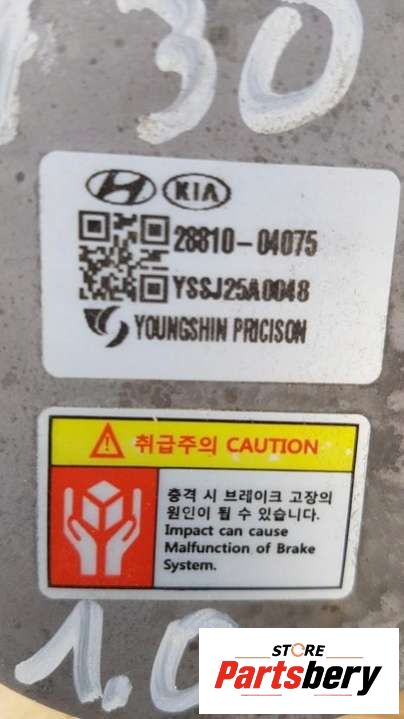 130
HYUNDAI KIA
28810-04075
YSSJ25A0048
YOUNGSHIN PRICISON
취급주의 CAUTION
충격 시 브레이크 고장의
원인이 될 수 있습니다.
Impact can cause
Malfunction of Brake
System.
1.0
STORE
Partsbery